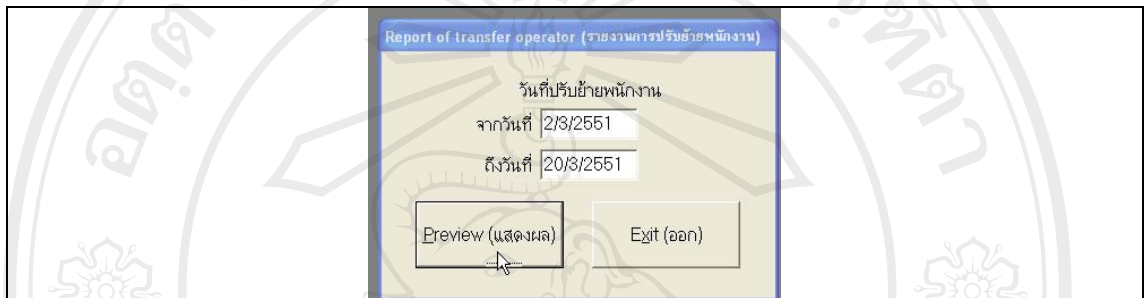 Report of transfer operator (รายงานการปรับย้ายพนักงาน)
วันที่ปรับย้ายพนักงาน
จากวันที่ 2/3/2551
ถึงวันที่ 20/3/2551
Preview (แสดงผล) Exit (ออก)